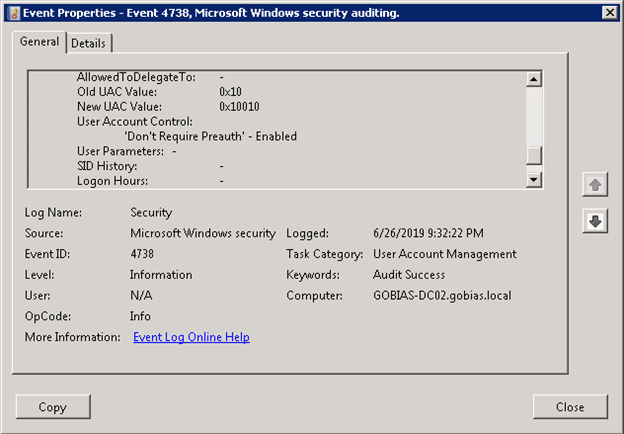 Event Properties - Event 4738, Microsoft Windows security auditing.
General Details
AllowedToDelegateTo: -
Old UAC Value: 0x10
New UAC Value: 0x10010
User Account Control:
'Don't Require Preauth' - Enabled
User Parameters: -
SID History: -
Logon Hours: -
Log Name: Security
Source: Microsoft Windows security Logged: 6/26/2019 9:32:22 PM
Event ID: 4738 Task Category: User Account Management
Level: Information Keywords: Audit Success
User: N/A Computer: GOBIAS-DC02.gobias.local
OpCode: Info
More Information: Event Log Online Help
Copy Close